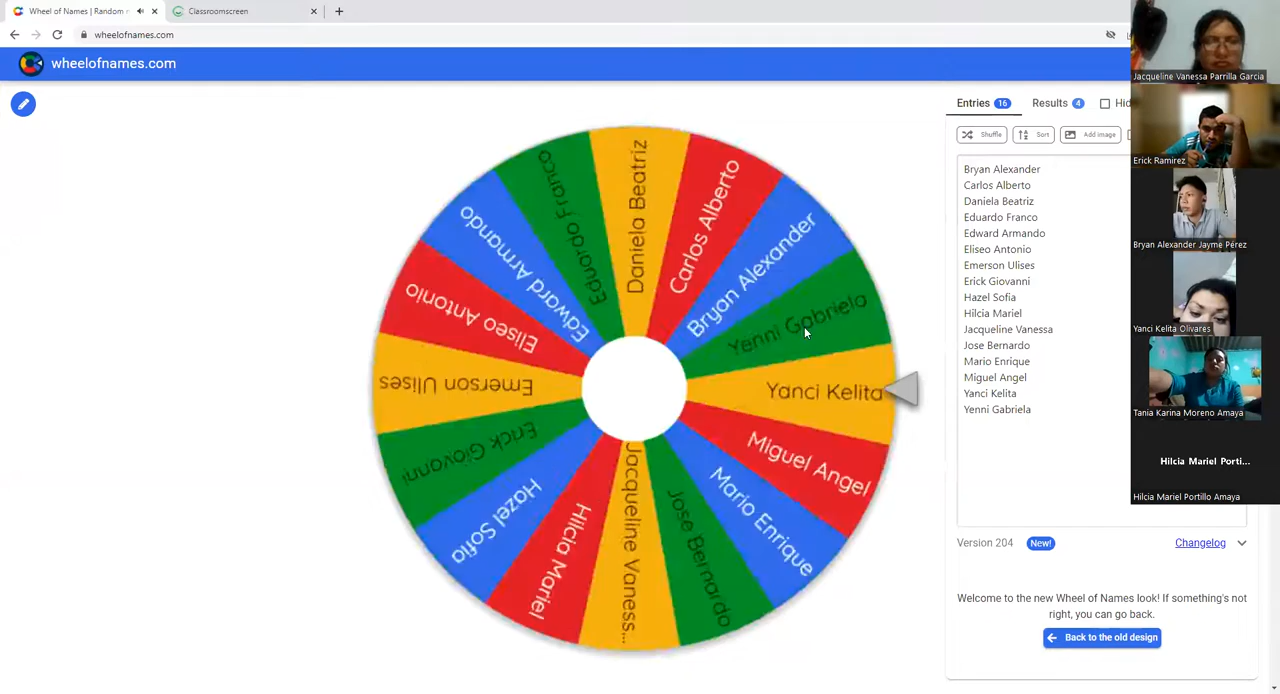 Wheel of Names | Random n
Classroomscreen
wheelofnames.com
wheelofnames.com
Entries 16
Results 4
Hid
Shuffle
Sort
Add image
Bryan Alexander
Carlos Alberto
Daniela Beatriz
Eduardo Franco
Edward Armando
Eliseo Antonio
Emerson Ulises
Erick Giovanni
Hazel Sofía
Hilcia Mariel
Jacqueline Vanessa
Jose Bernardo
Mario Enrique
Miguel Angel
Yanci Kelita
Yenni Gabriela
Daniela Beatriz
Carlos Alberto
Bryan Alexander
Yenni Gabriela
Yanci Kelita
Miguel Angel
Mario Enrique
Jose Bernardo
Jacqueline Vaness...
Hilcia Mariel
Hazel Sofía
Erick Giovanni
Emerson Ulises
Eliseo Antonio
Edward Armando
Eduardo Franco
Version 204
New!
Changelog
Welcome to the new Wheel of Names look! If something's not
right, you can go back.
Back to the old design
Jacqueline Vanessa Parrilla Garcia
Erick Ramirez
Bryan Alexander Jayme Pérez
Yanci Kelita Olivares
Tania Karina Moreno Amaya
Hilcia Mariel Porti...
Hilcia Mariel Portillo Amaya